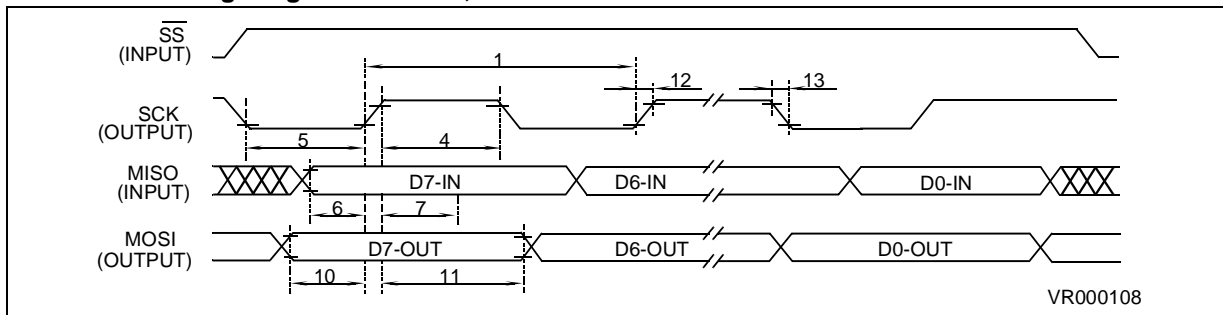 SS
(INPUT)
1
12
13
SCK
(OUTPUT)
5
4
MISO
(INPUT)
D7-IN
D6-IN
D0-IN
6
7
MOSI
(OUTPUT)
D7-OUT
D6-OUT
D0-OUT
10
11
VR000108